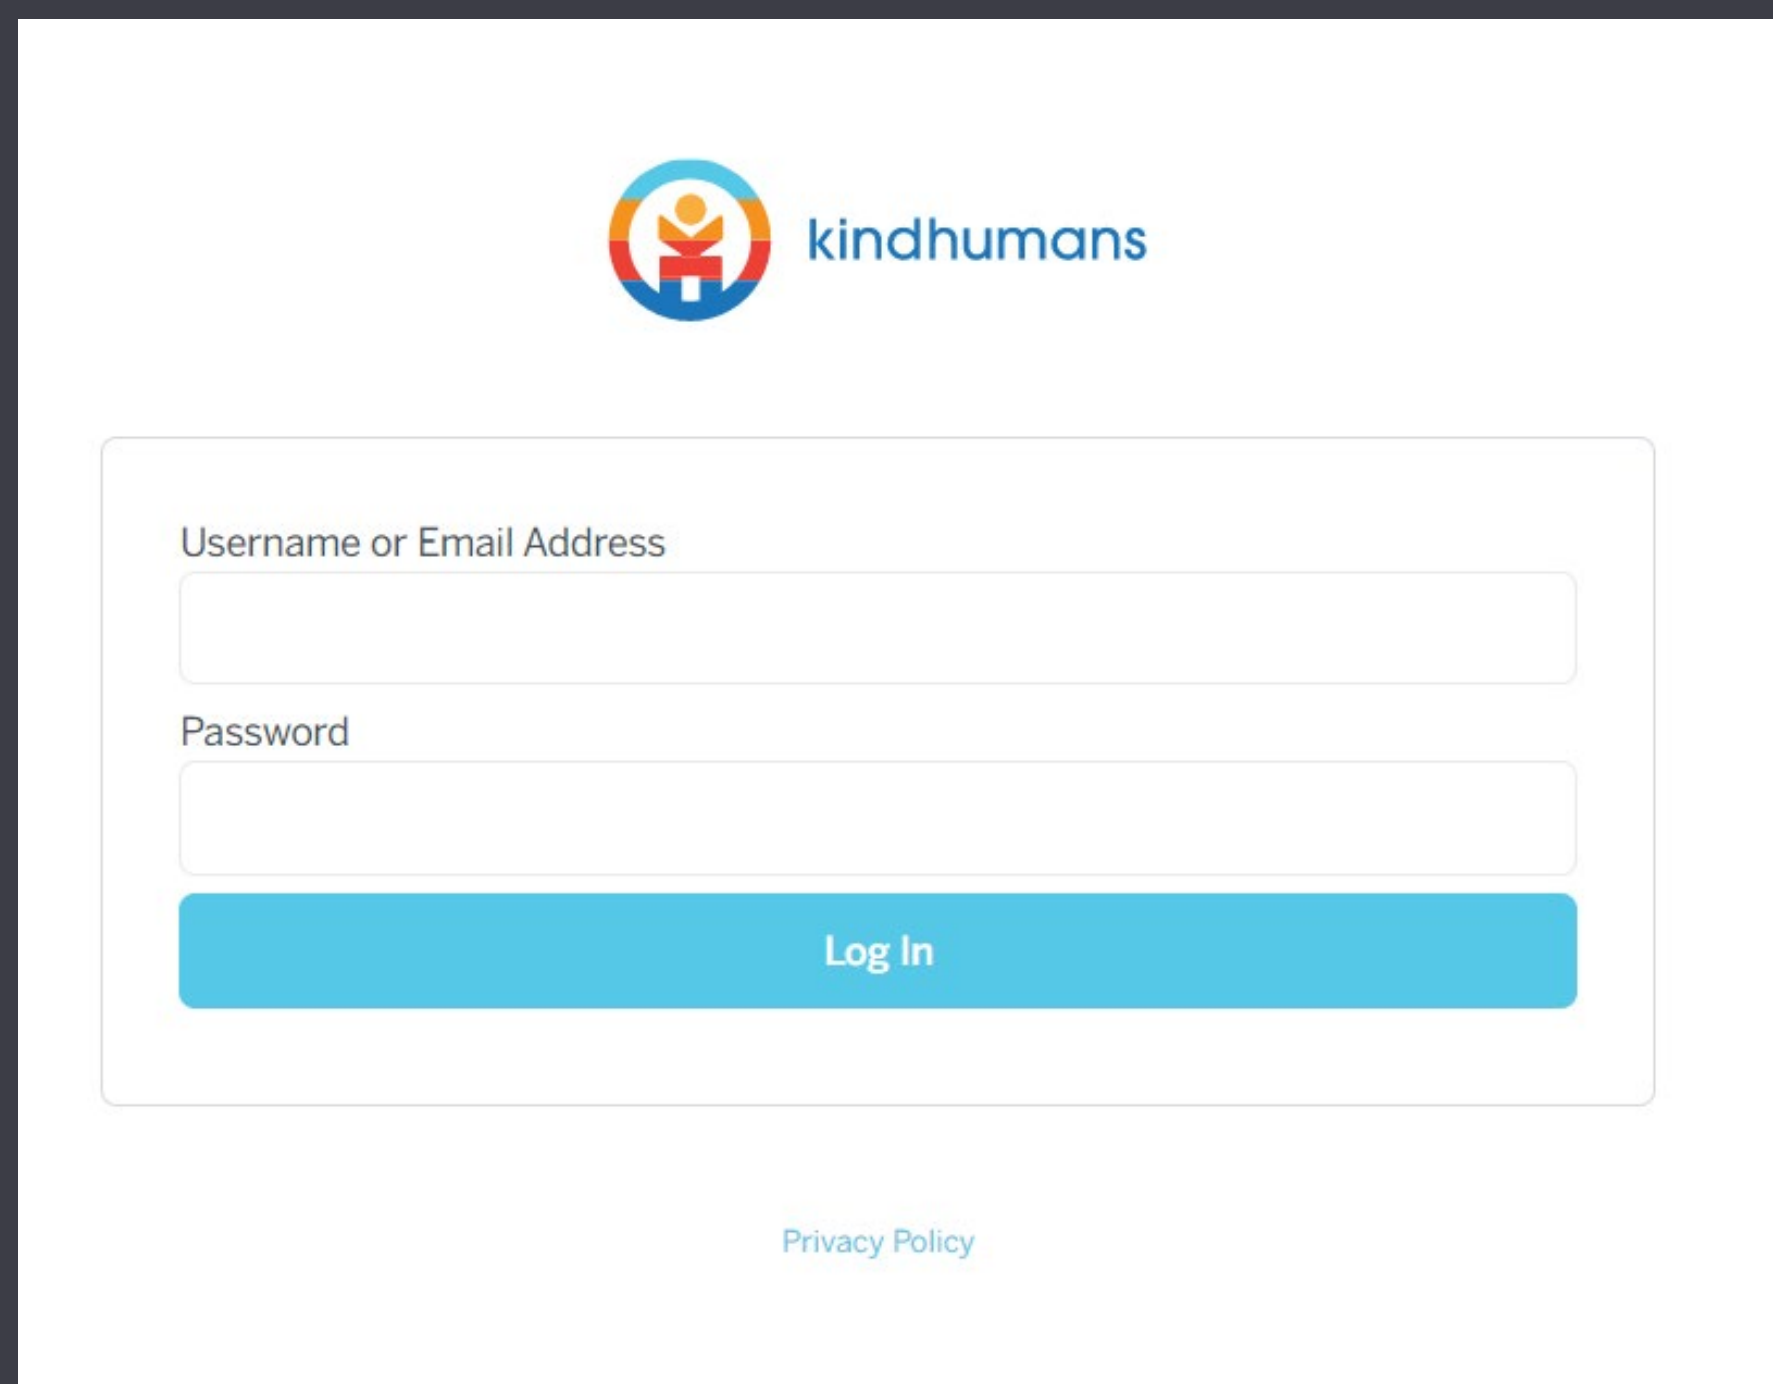 kindhumans
Username or Email Address
Password
Log In
Privacy Policy